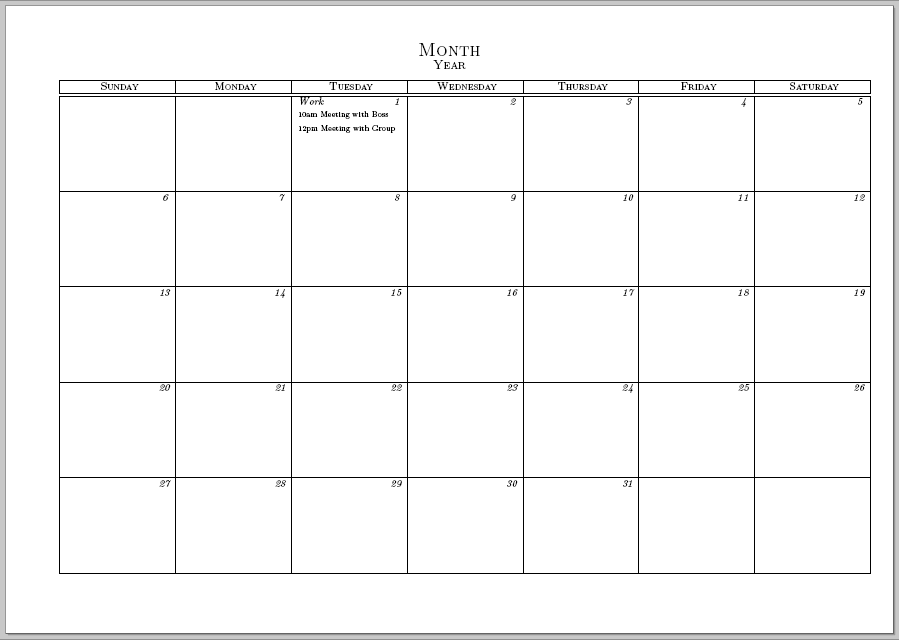 Month
Year
Sunday Monday Tuesday Wednesday Thursday Friday Saturday
Work 1 2 3 4 5
10am Meeting with Boss
12pm Meeting with Group
6 7 8 9 10 11 12
13 14 15 16 17 18 19
20 21 22 23 24 25 26
27 28 29 30 31